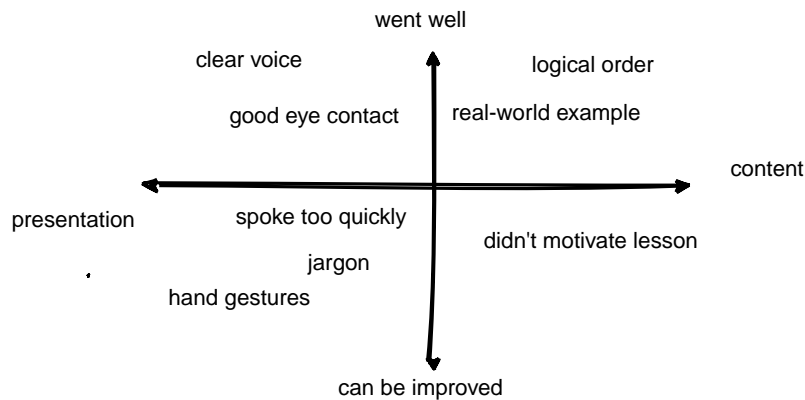 went well
clear voice
logical order
good eye contact
real-world example
content
presentation
spoke too quickly
didn't motivate lesson
jargon
hand gestures
can be improved